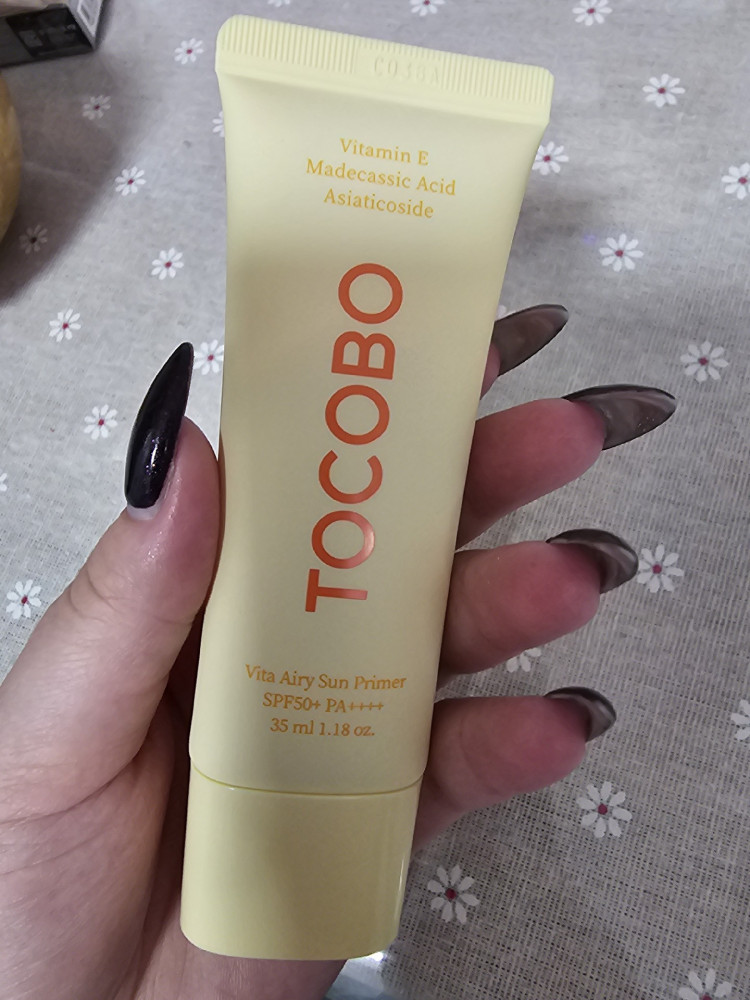 Vitamin E
Madecassic Acid
Asiaticoside
TOCOBO
Vita Airy Sun Primer
SPF50+ PA++++
35 ml 1.18 oz.